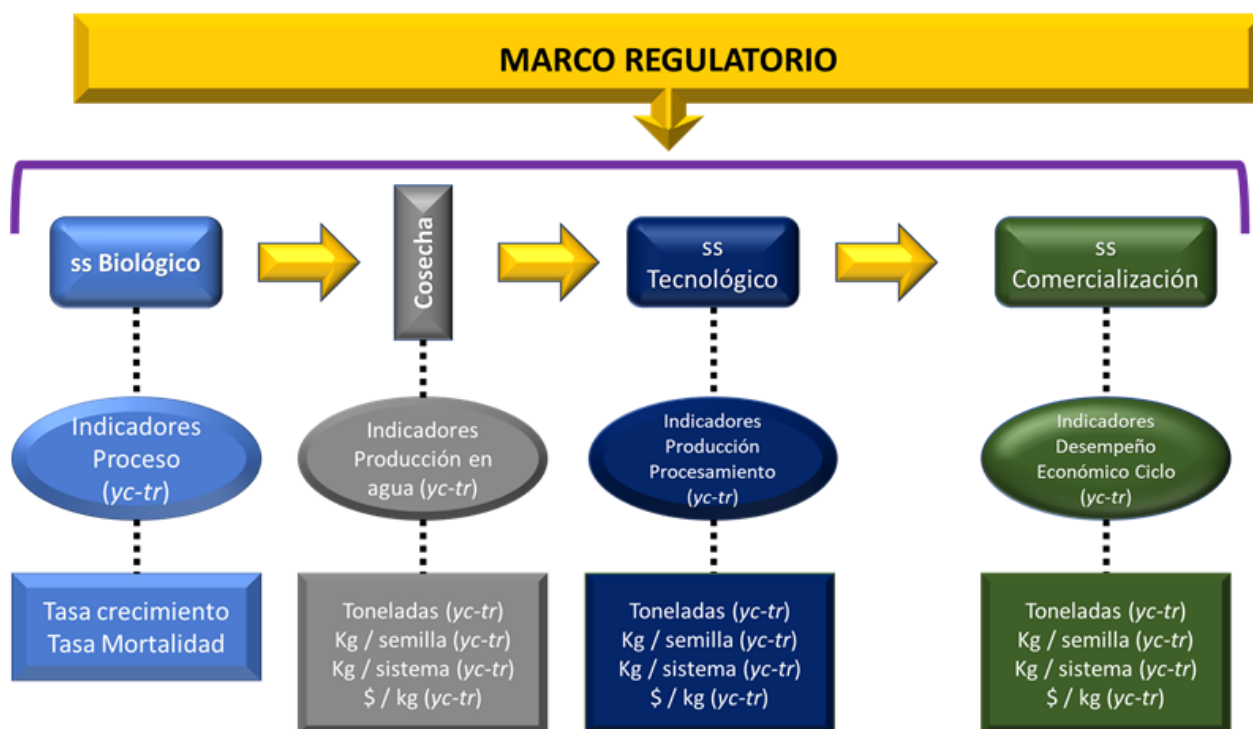 MARCO REGULATORIO
ss Biológico
Cosecha
ss
Tecnológico
ss
Comercialización
Indicadores
Proceso
(yc-tr)
Indicadores
Producción en
agua (yc-tr)
Indicadores
Producción
Procesamiento
(yc-tr)
Indicadores
Desempeño
Económico Ciclo
(yc-tr)
Tasa crecimiento
Tasa Mortalidad
Toneladas (yc-tr)
Kg / semilla (yc-tr)
Kg / sistema (yc-tr)
$ / kg (yc-tr)
Toneladas (yc-tr)
Kg / semilla (yc-tr)
Kg / sistema (yc-tr)
$ / kg (yc-tr)
Toneladas (yc-tr)
Kg / semilla (yc-tr)
Kg / sistema (yc-tr)
$ / kg (yc-tr)